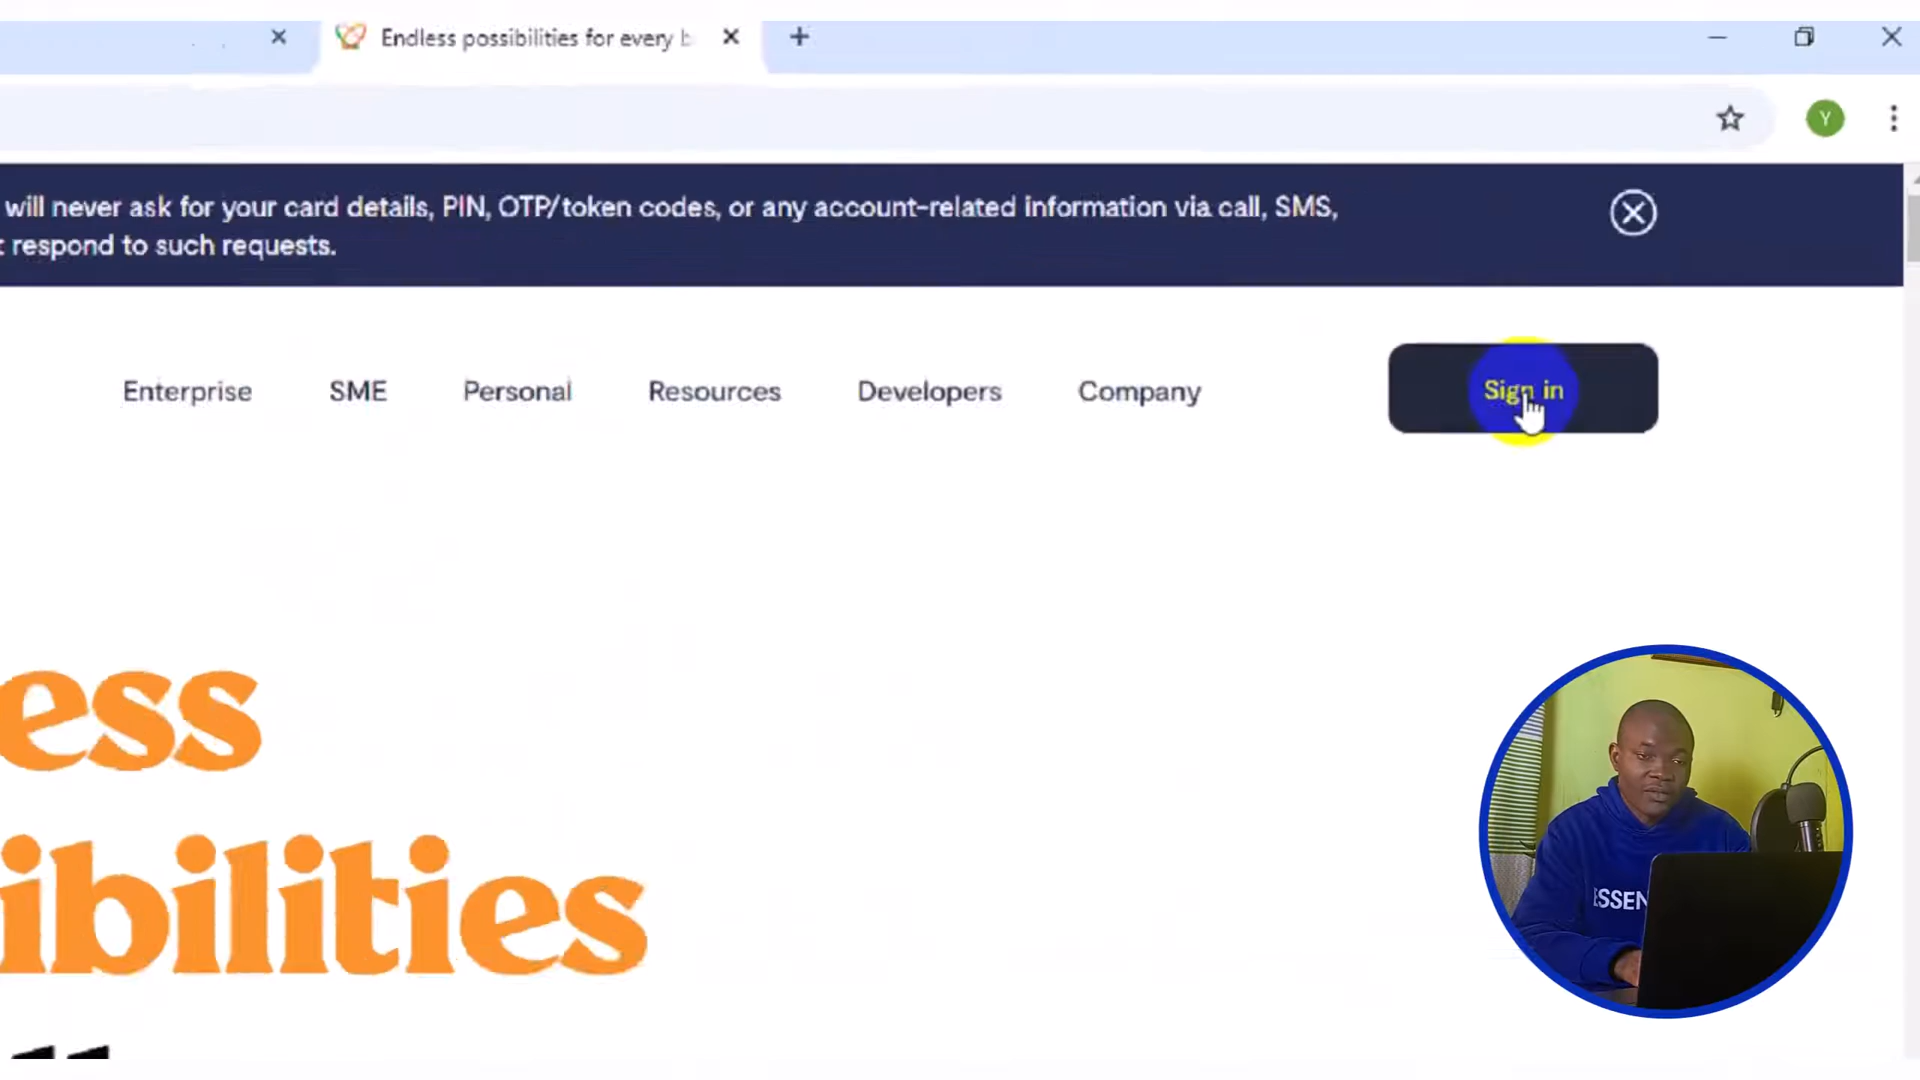 Endless possibilities for every b
Y
will never ask for your card details, PIN, OTP/token codes, or any account-related information via call, SMS,
respond to such requests.
Enterprise SME Personal Resources Developers Company Sign in
ess
ibilities
ESSEN